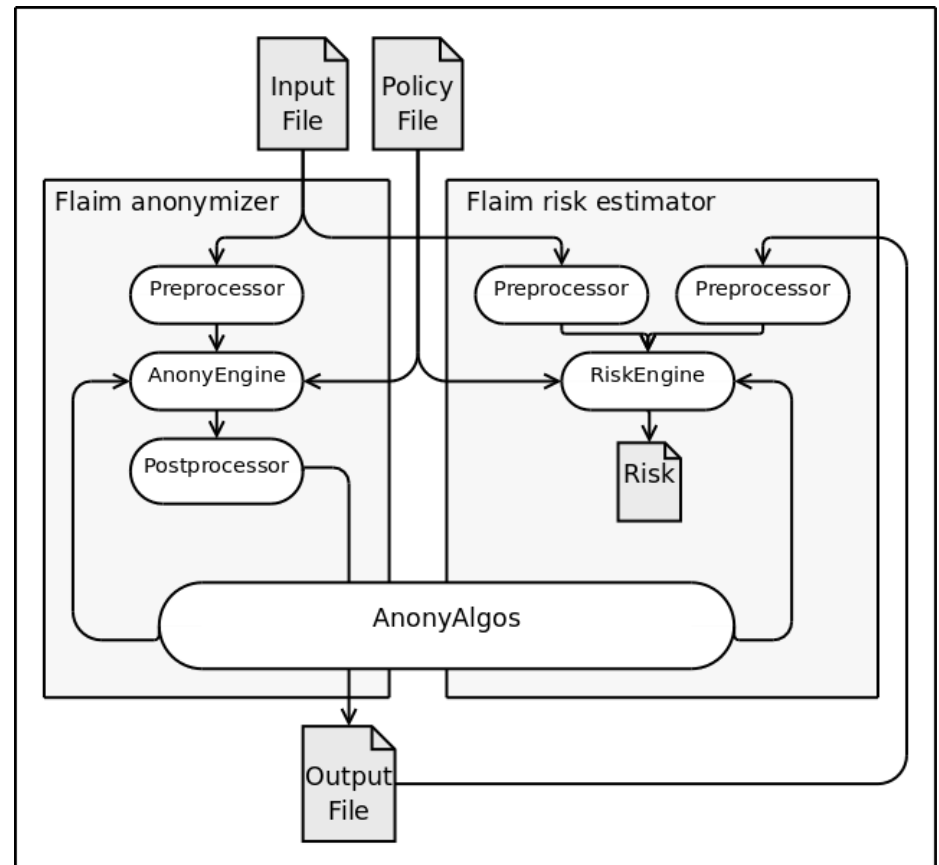 Input
File
Policy
File
Flaim anonymizer
Flaim risk estimator
Preprocessor
Preprocessor
Preprocessor
AnonyEngine
RiskEngine
Postprocessor
Risk
AnonyAlgos
Output
File